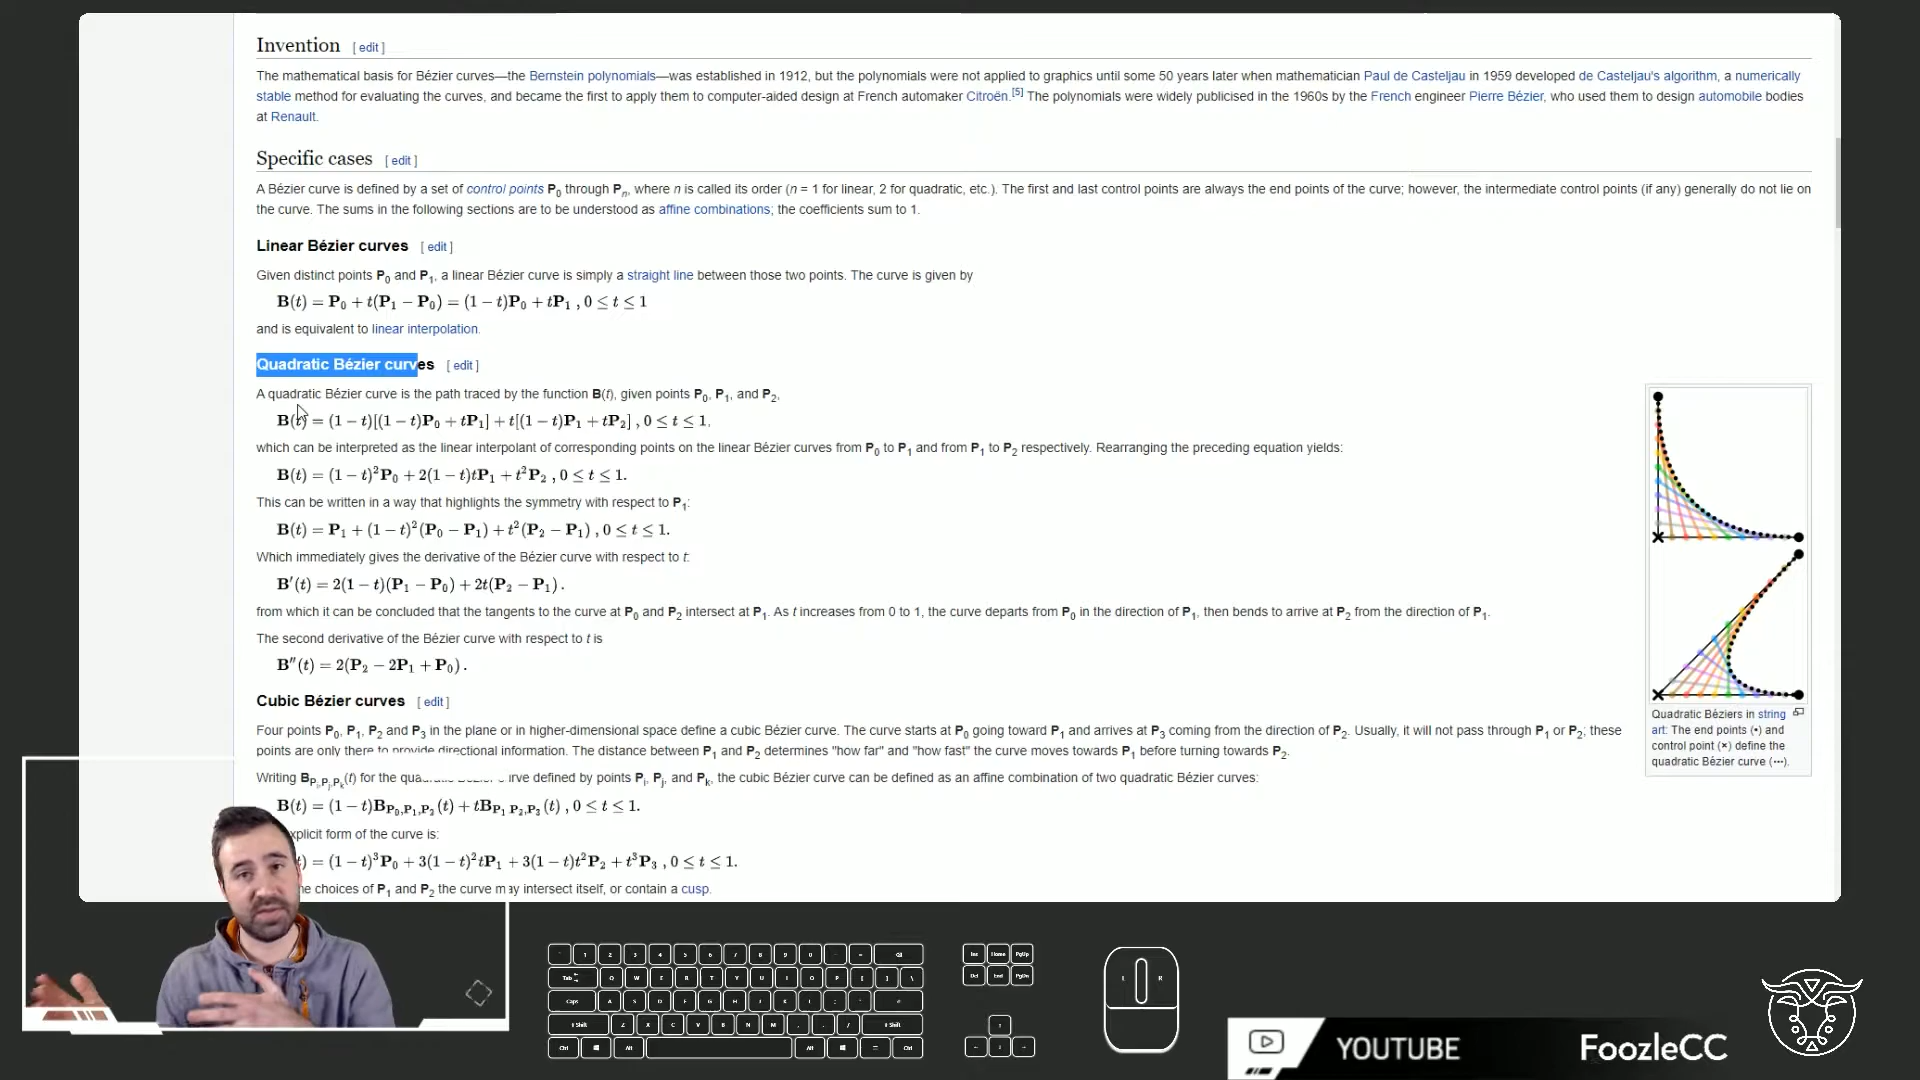 Invention [ edit ]
The mathematical basis for Bézier curves—the Bernstein polynomials—was established in 1912, but the polynomials were not applied to graphics until some 50 years later when mathematician Paul de Casteljau in 1959 developed de Casteljau's algorithm, a numerically
stable method for evaluating the curves, and became the first to apply them to computer-aided design at French automaker Citroën.[5] The polynomials were widely publicised in the 1960s by the French engineer Pierre Bézier, who used them to design automobile bodies
at Renault.
Specific cases [ edit ]
A Bézier curve is defined by a set of control points P0 through Pn, where n is called its order (n = 1 for linear, 2 for quadratic, etc.). The first and last control points are always the end points of the curve; however, the intermediate control points (if any) generally do not lie on
the curve. The sums in the following sections are to be understood as affine combinations; the coefficients sum to 1.
Linear Bézier curves [ edit ]
Given distinct points P0 and P1, a linear Bézier curve is simply a straight line between those two points. The curve is given by
B(t) = P0 + t(P1 − P0) = (1 − t)P0 + tP1 , 0 ≤ t ≤ 1
and is equivalent to linear interpolation.
Quadratic Bézier curves [ edit ]
A quadratic Bézier curve is the path traced by the function B(t), given points P0, P1, and P2,
B(t) = (1 − t)[(1 − t)P0 + tP1] + t[(1 − t)P1 + tP2] , 0 ≤ t ≤ 1,
which can be interpreted as the linear interpolant of corresponding points on the linear Bézier curves from P0 to P1 and from P1 to P2 respectively. Rearranging the preceding equation yields:
B(t) = (1 − t)²P0 + 2(1 − t)tP1 + t²P2 , 0 ≤ t ≤ 1.
This can be written in a way that highlights the symmetry with respect to P1:
B(t) = P1 + (1 − t)²(P0 − P1) + t²(P2 − P1) , 0 ≤ t ≤ 1.
Which immediately gives the derivative of the Bézier curve with respect to t:
B′(t) = 2(1 − t)(P1 − P0) + 2t(P2 − P1) .
from which it can be concluded that the tangents to the curve at P0 and P2 intersect at P1. As t increases from 0 to 1, the curve departs from P0 in the direction of P1, then bends to arrive at P2 from the direction of P1.
The second derivative of the Bézier curve with respect to t is
B″(t) = 2(P2 − 2P1 + P0) .
Quadratic Béziers in string
art: The end points (•) and
control point (×) define the
quadratic Bézier curve (···).
Cubic Bézier curves [ edit ]
Four points P0, P1, P2 and P3 in the plane or in higher-dimensional space define a cubic Bézier curve. The curve starts at P0 going toward P1 and arrives at P3 coming from the direction of P2. Usually, it will not pass through P1 or P2; these
points are only there to provide directional information. The distance between P1 and P2 determines "how far" and "how fast" the curve moves towards P1 before turning towards P2.
Writing BPi,Pj,Pk(t) for the defined by points Pi, Pj, and Pk, the cubic Bézier curve can be defined as an affine combination of two quadratic Bézier curves:
B(t) = (1 − t)BP0,P1,P2(t) + tBP1,P2,P3(t) , 0 ≤ t ≤ 1.
xplicit form of the curve is:
t) = (1 − t)³P0 + 3(1 − t)²tP1 + 3(1 − t)t²P2 + t³P3 , 0 ≤ t ≤ 1.
e choices of P1 and P2 the curve may intersect itself, or contain a cusp.
1 2 3 4 5 6 7 8 9 0 - =
Tab Q W E R T Y U I O P [ ] \
Caps A S D F G H J K L ; ' #
Shift Z X C V B N M , . / Shift
Ctrl Alt Alt Ctrl
Ins Home PgUp
Del End PgDn
L R
YOUTUBE FoozleCC